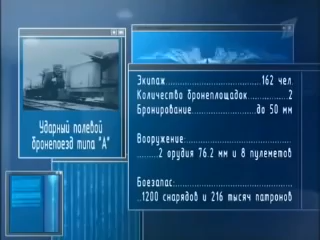 Ударный полевой
бронепоезд типа "А"
Экипаж......................................162 чел.
Количество бронеплощадок............2
Бронирование........................до 50 мм
Вооружение:
........2 орудия 76.2 мм и 8 пулеметов
Боезапас:
..1200 снарядов и 216 тысяч патронов